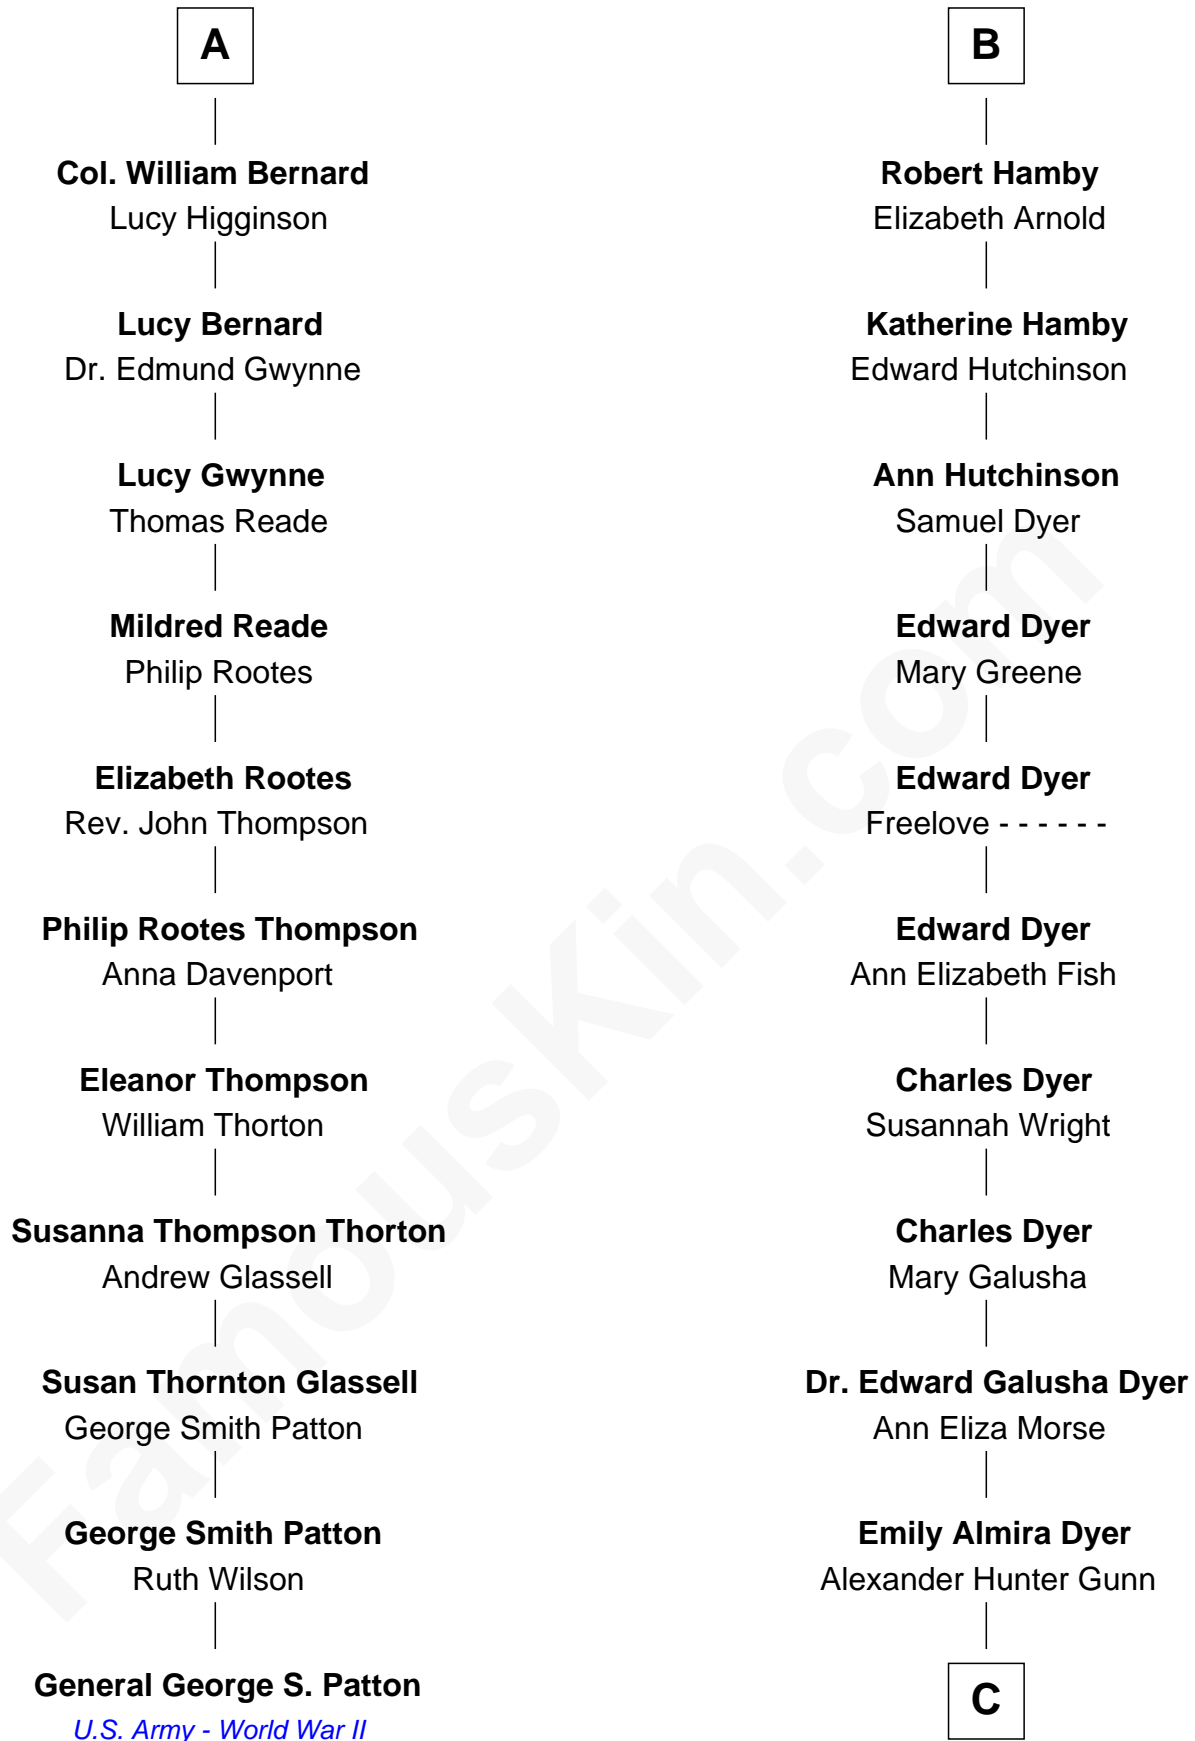 A
Col. William Bernard
Lucy Higginson
Lucy Bernard
Dr. Edmund Gwynne
Lucy Gwynne
Thomas Reade
Mildred Reade
Philip Rootes
Elizabeth Rootes
Rev. John Thompson
Philip Rootes Thompson
Anna Davenport
Eleanor Thompson
William Thorton
Susanna Thompson Thorton
Andrew Glassell
Susan Thornton Glassell
George Smith Patton
George Smith Patton
Ruth Wilson
General George S. Patton
U.S. Army - World War II
B
Robert Hamby
Elizabeth Arnold
Katherine Hamby
Edward Hutchinson
Ann Hutchinson
Samuel Dyer
Edward Dyer
Mary Greene
Edward Dyer
Freelove - - - - - -
Edward Dyer
Ann Elizabeth Fish
Charles Dyer
Susannah Wright
Charles Dyer
Mary Galusha
Dr. Edward Galusha Dyer
Ann Eliza Morse
Emily Almira Dyer
Alexander Hunter Gunn
C
FamousKin.com